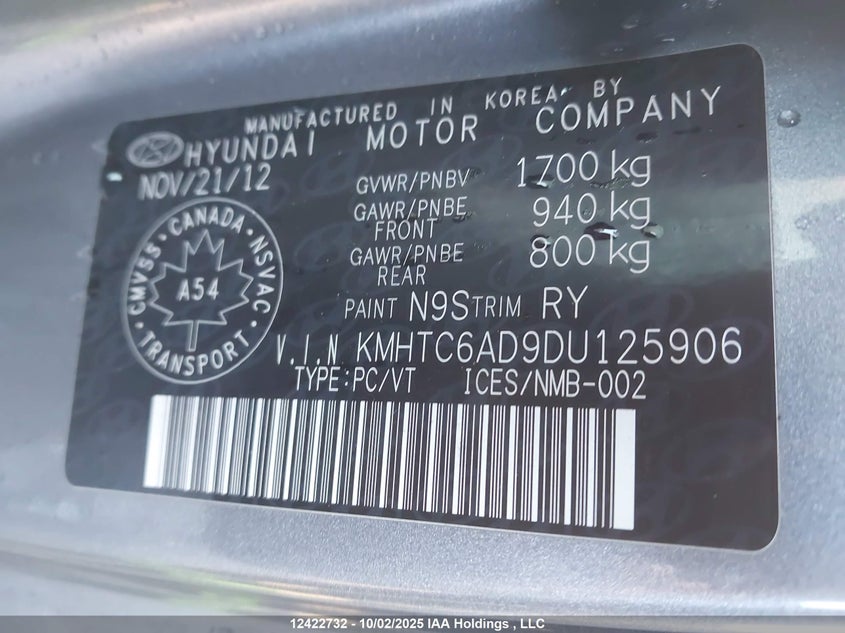 MANUFACTURED IN KOREA BY
HYUNDAI MOTOR COMPANY
NOV/21/12
GVWR/PNBV 1700 kg
GAWR/PNBE FRONT 940 kg
GAWR/PNBE REAR 800 kg
CMVSS · CANADA · NSVAC
A54
· TRANSPORT ·
PAINT N9S TRIM RY
V.I.N KMHTC6AD9DU125906
TYPE:PC/VT ICES/NMB-002
12422732 - 10/02/2025 IAA Holdings , LLC